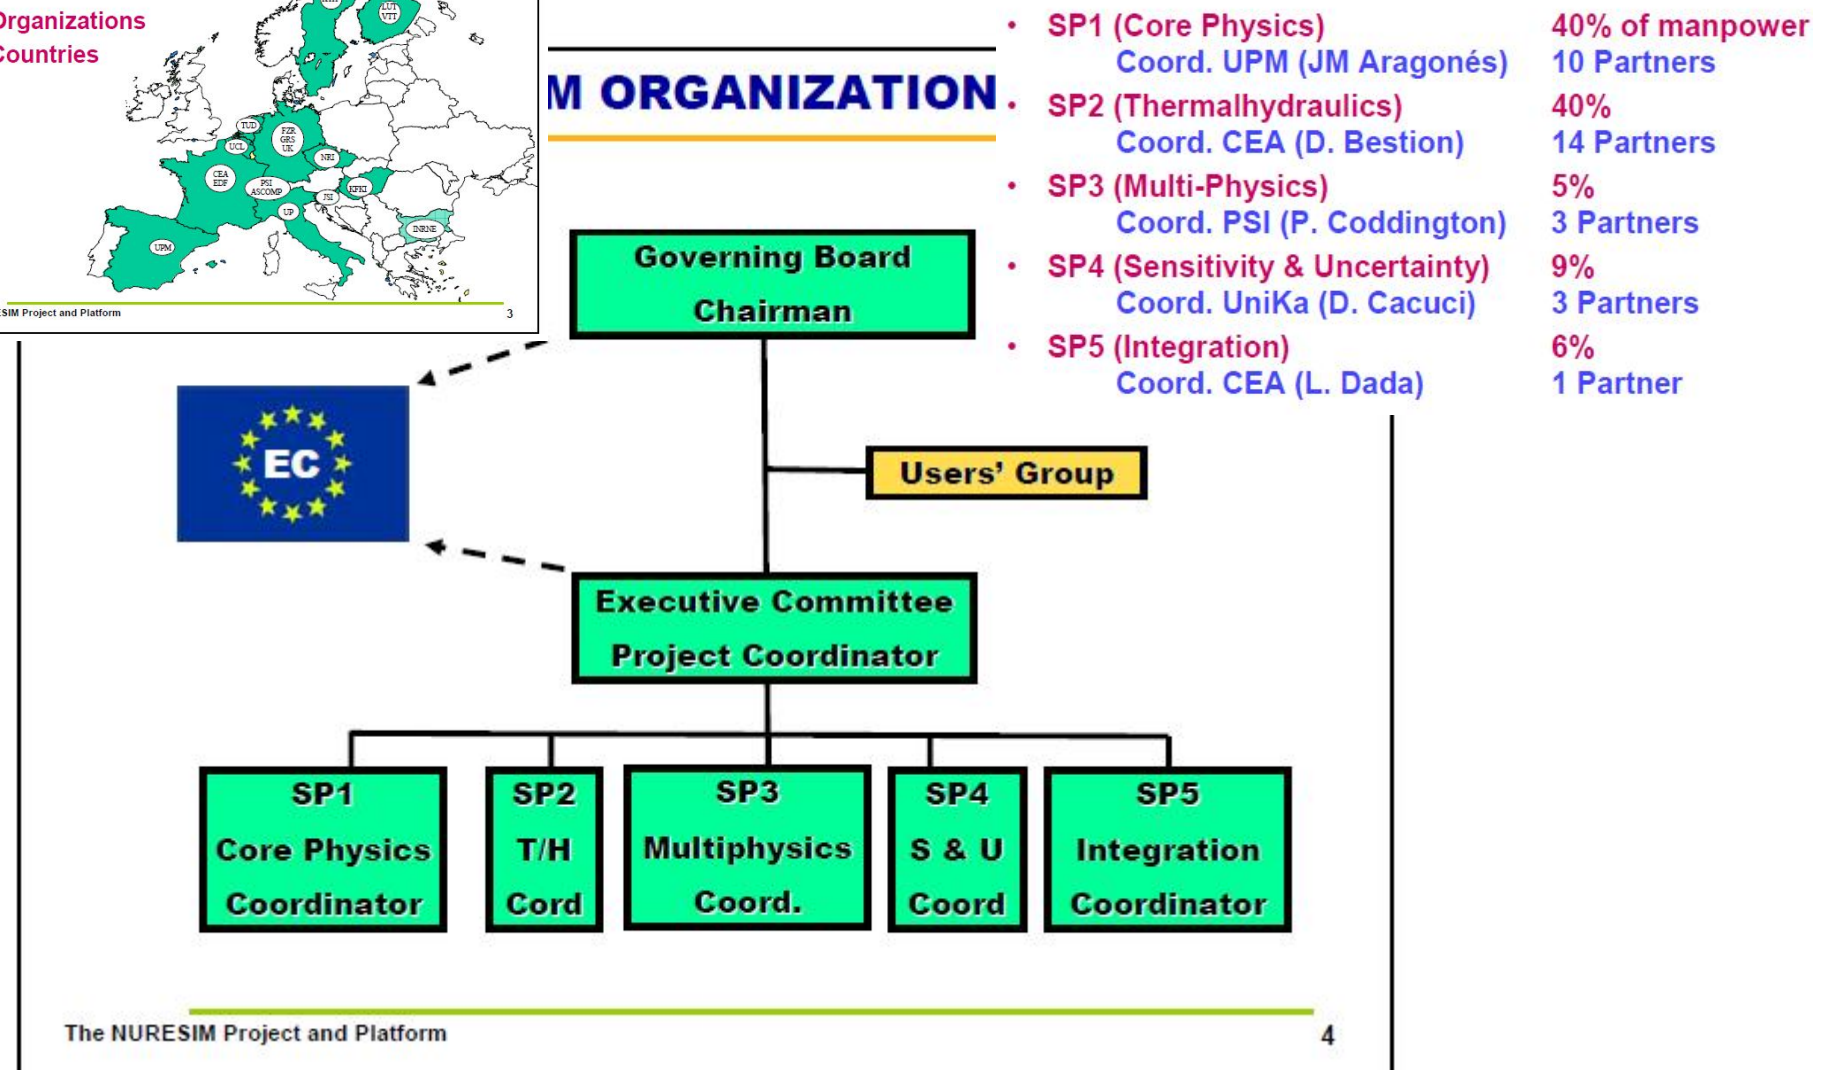 Organizations
Countries
LUT
VTT
TUD
FZR
GRS
UK
UCL
NRI
CEA
EDF
PSI
ASCOMP
KFKI
JSI
UP
INRNE
UPM
SIM Project and Platform
3
M ORGANIZATION
• SP1 (Core Physics) 40% of manpower
Coord. UPM (JM Aragonés) 10 Partners
• SP2 (Thermalhydraulics) 40%
Coord. CEA (D. Bestion) 14 Partners
• SP3 (Multi-Physics) 5%
Coord. PSI (P. Coddington) 3 Partners
• SP4 (Sensitivity & Uncertainty) 9%
Coord. UniKa (D. Cacuci) 3 Partners
• SP5 (Integration) 6%
Coord. CEA (L. Dada) 1 Partner
Governing Board
Chairman
EC
Users’ Group
Executive Committee
Project Coordinator
SP1
Core Physics
Coordinator
SP2
T/H
Cord
SP3
Multiphysics
Coord.
SP4
S & U
Coord
SP5
Integration
Coordinator
The NURESIM Project and Platform
4